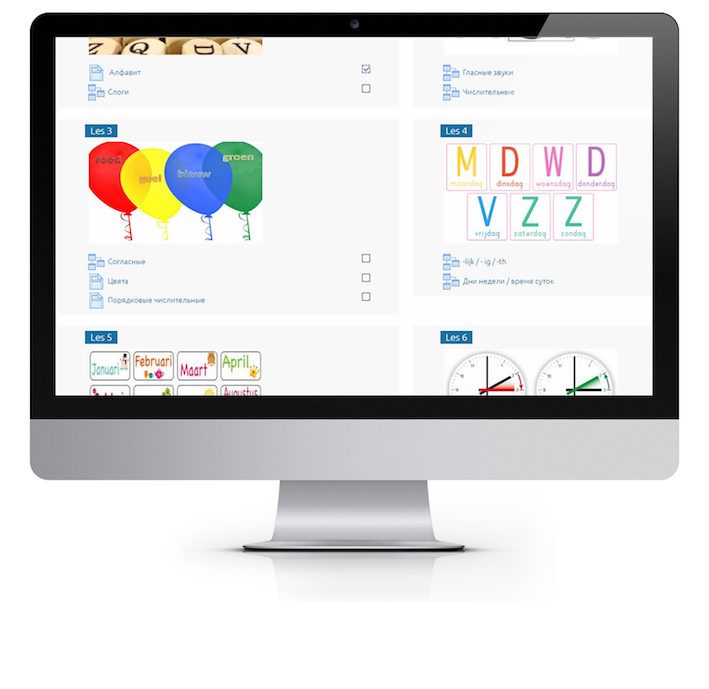 Z Q D V
Алфавит
Слоги
Гласные звуки
Числительные
Les 3
rood
geel
blauw
groen
Согласные
Цвета
Порядковые числительные
Les 4
M D W D
maandag dinsdag woensdag donderdag
V Z Z
vrijdag zaterdag zondag
-lijk / -ig / -th
Дни недели / время суток
Les 5
Januari Februari Maart April
Augustus
Les 6